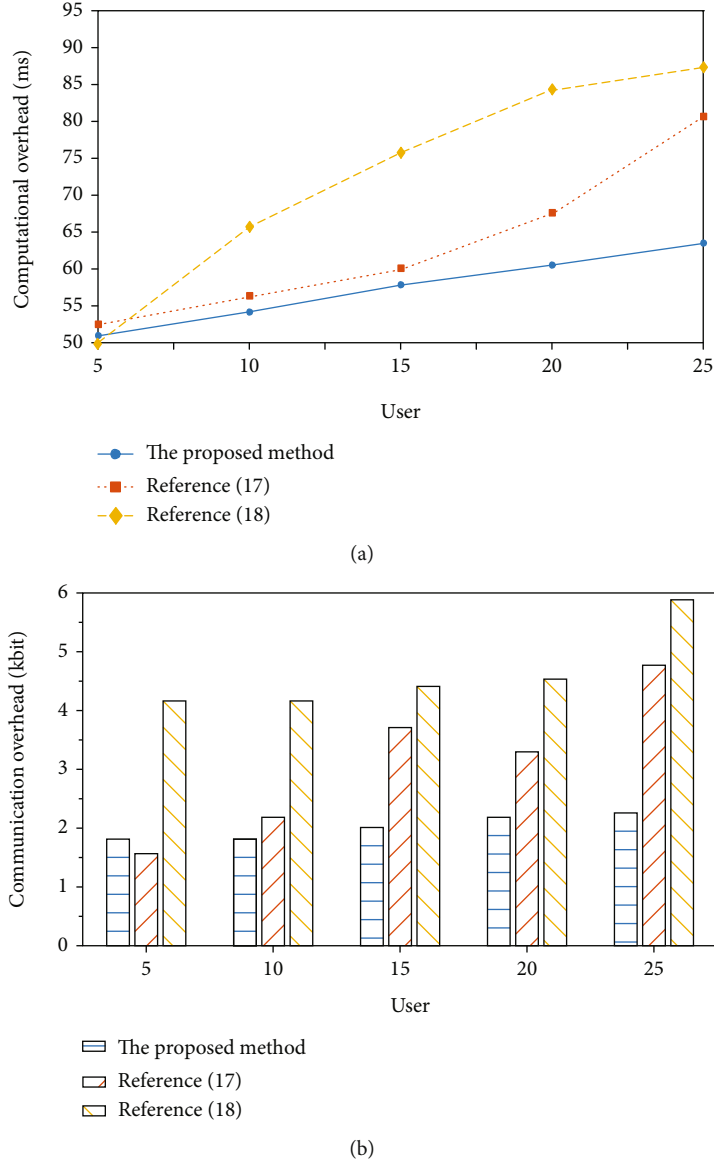 95
90
85
80
75
70
65
60
55
50
Computational overhead (ms)
5 10 15 20 25
User
The proposed method
Reference (17)
Reference (18)
(a)
6
5
4
3
2
1
0
Communication overhead (kbit)
5 10 15 20 25
User
The proposed method
Reference (17)
Reference (18)
(b)